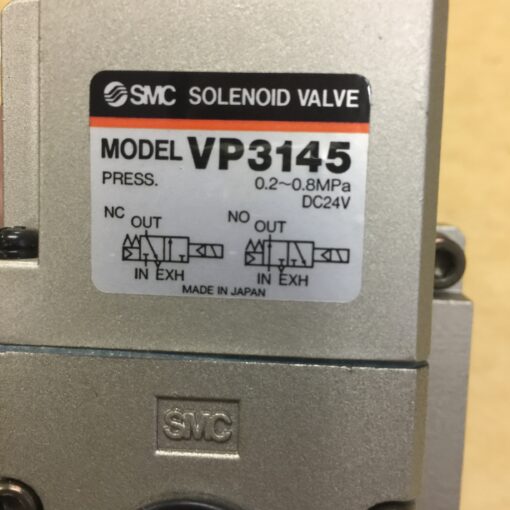 SMC SOLENOID VALVE
MODEL VP3145
PRESS. 0.2~0.8MPa
DC24V
NC OUT
IN EXH
NO OUT
IN EXH
MADE IN JAPAN
SMC